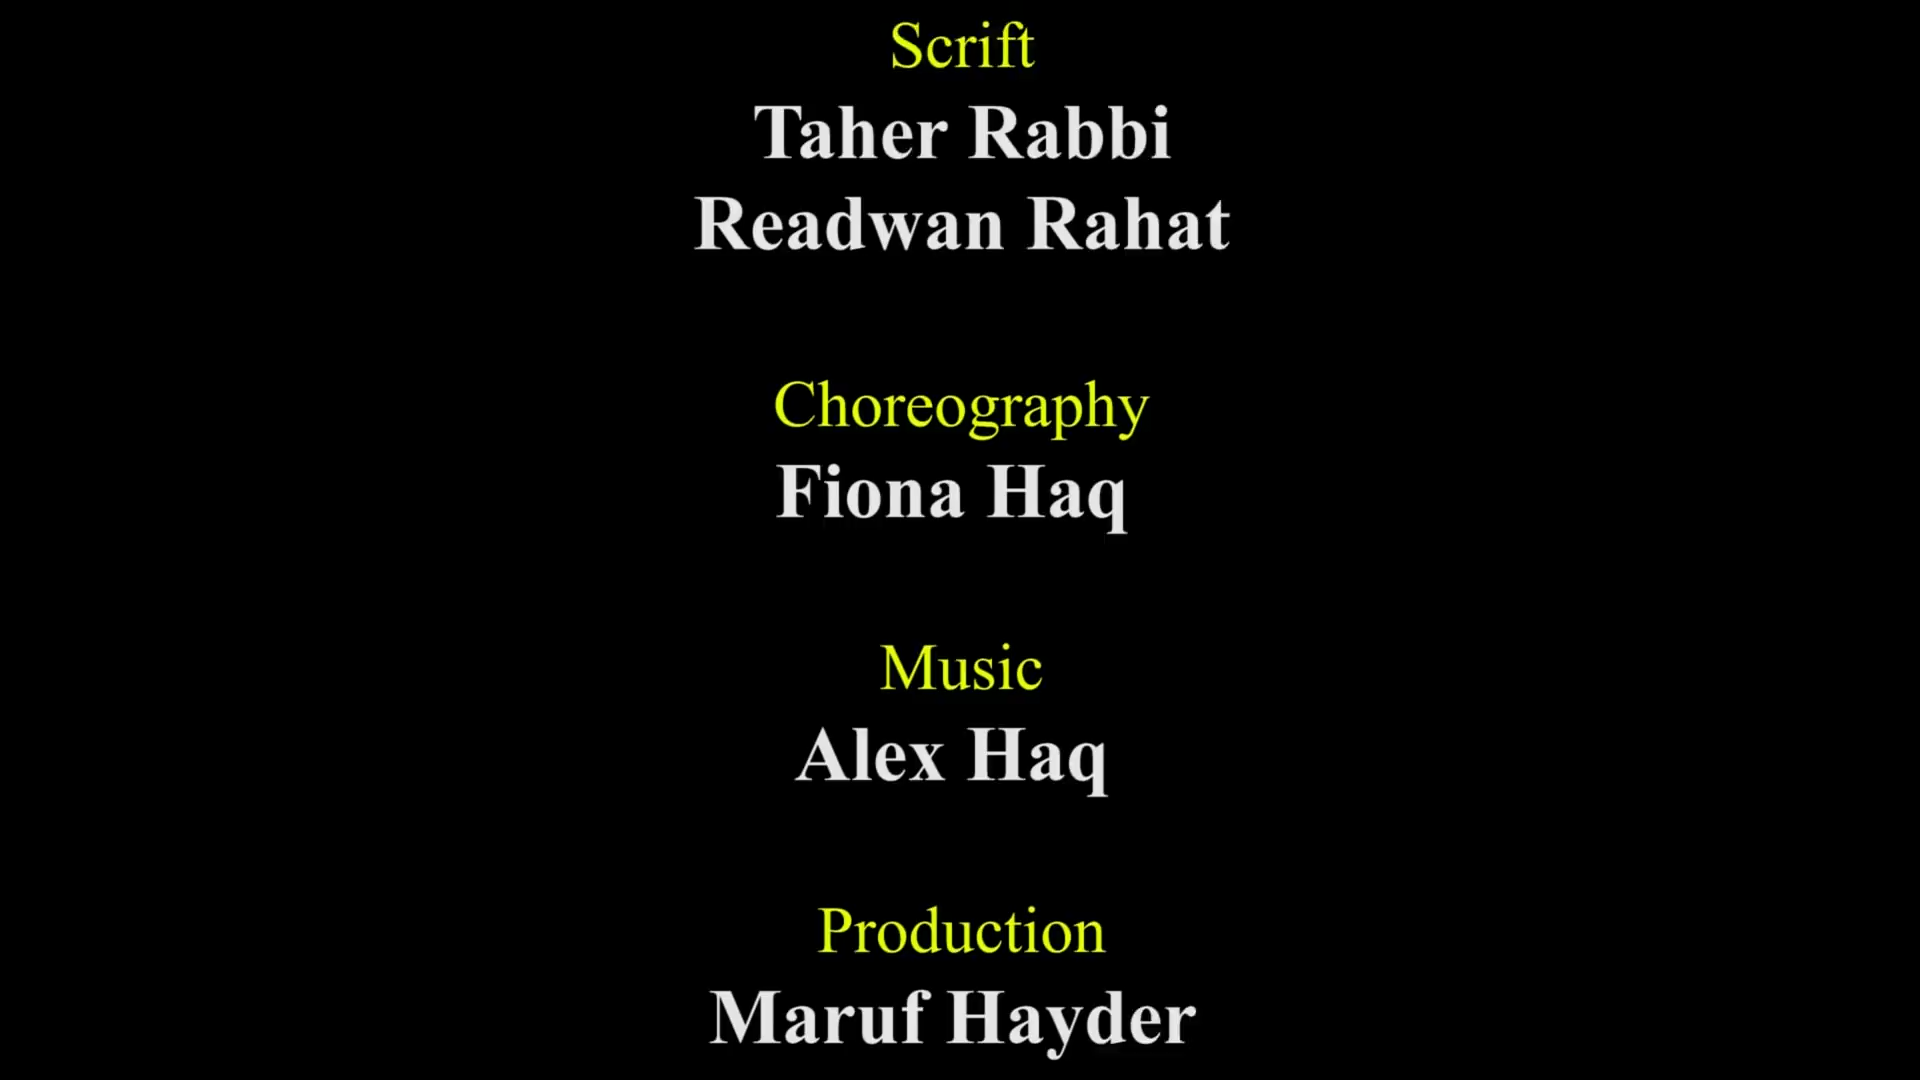 Scrift
Taher Rabbi
Readwan Rahat
Choreography
Fiona Haq
Music
Alex Haq
Production
Maruf Hayder